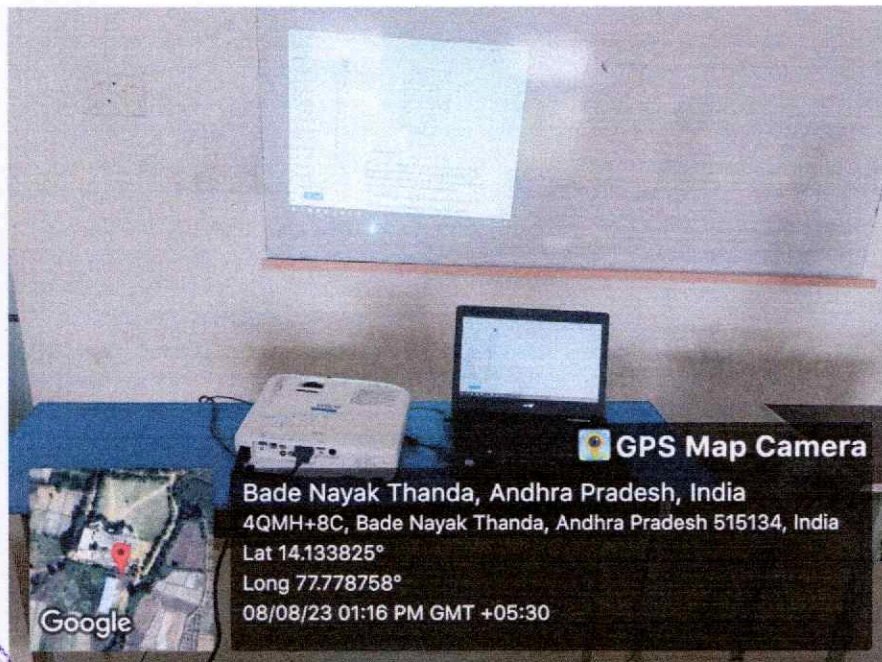 GPS Map Camera
Bade Nayak Thanda, Andhra Pradesh, India
4QMH+8C, Bade Nayak Thanda, Andhra Pradesh 515134, India
Lat 14.133825°
Long 77.778758°
08/08/23 01:16 PM GMT +05:30
Google